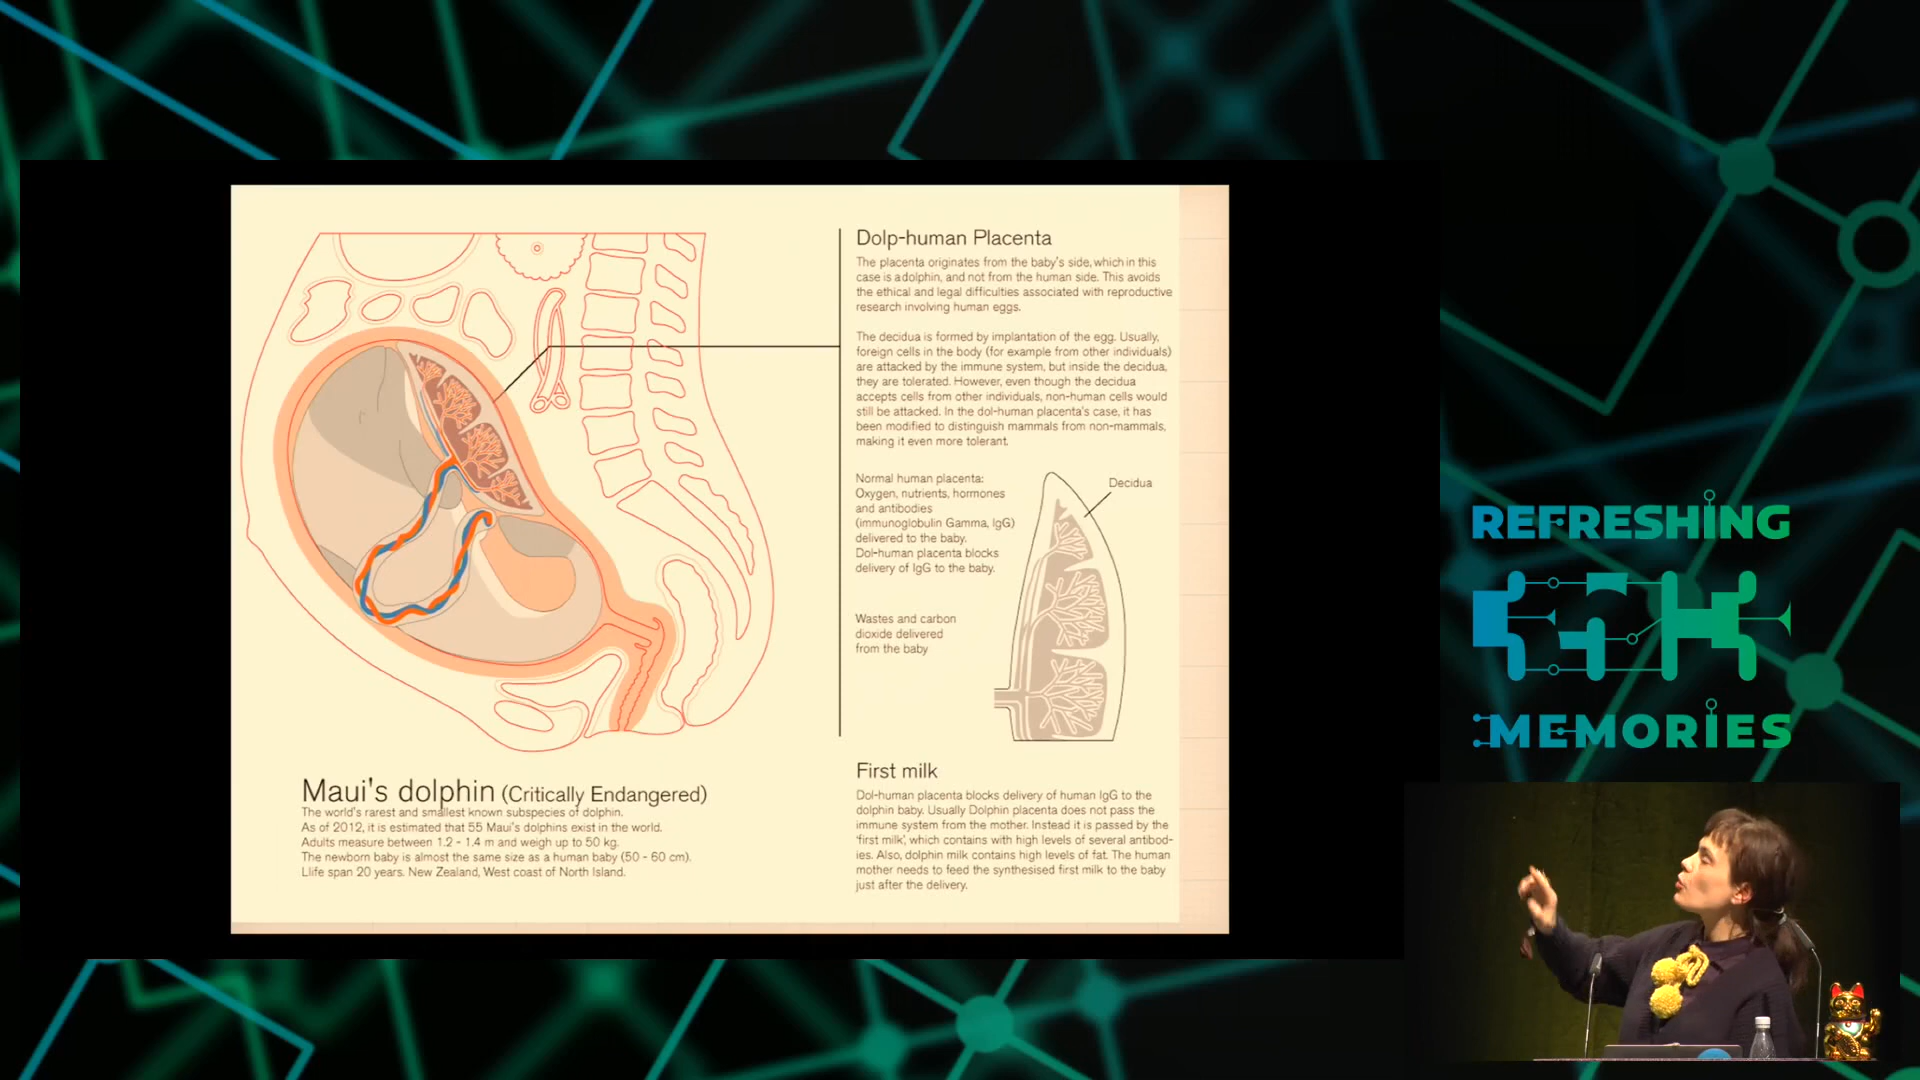 Dolp-human Placenta
The placenta originates from the baby's side, which in this
case is a dolphin, and not from the human side. This avoids
the ethical and legal difficulties associated with reproductive
research involving human eggs.
The decidua is formed by implantation of the egg. Usually,
foreign cells in the body (for example from other individuals)
are attacked by the immune system, but inside the decidua,
they are tolerated. However, even though the decidua
accepts cells from other individuals, non-human cells would
still be attacked. In the dol-human placenta's case, it has
been modified to distinguish mammals from non-mammals,
making it even more tolerant.
Normal human placenta:
Oxygen, nutrients, hormones
and antibodies
(immunoglobulin Gamma, IgG)
delivered to the baby.
Dol-human placenta blocks
delivery of IgG to the baby.
Decidua
Wastes and carbon
dioxide delivered
from the baby
Maui's dolphin (Critically Endangered)
The world's rarest and smallest known subspecies of dolphin.
As of 2012, it is estimated that 55 Maui's dolphins exist in the world.
Adults measure between 1.2 - 1.4 m and weigh up to 50 kg.
The newborn baby is almost the same size as a human baby (50 - 60 cm).
Llife span 20 years. New Zealand, West coast of North Island.
First milk
Dol-human placenta blocks delivery of human IgG to the
dolphin baby. Usually Dolphin placenta does not pass the
immune system from the mother. Instead it is passed by the
'first milk', which contains with high levels of several antibod-
ies. Also, dolphin milk contains high levels of fat. The human
mother needs to feed the synthesised first milk to the baby
just after the delivery.
REFRESHING
MEMORIES